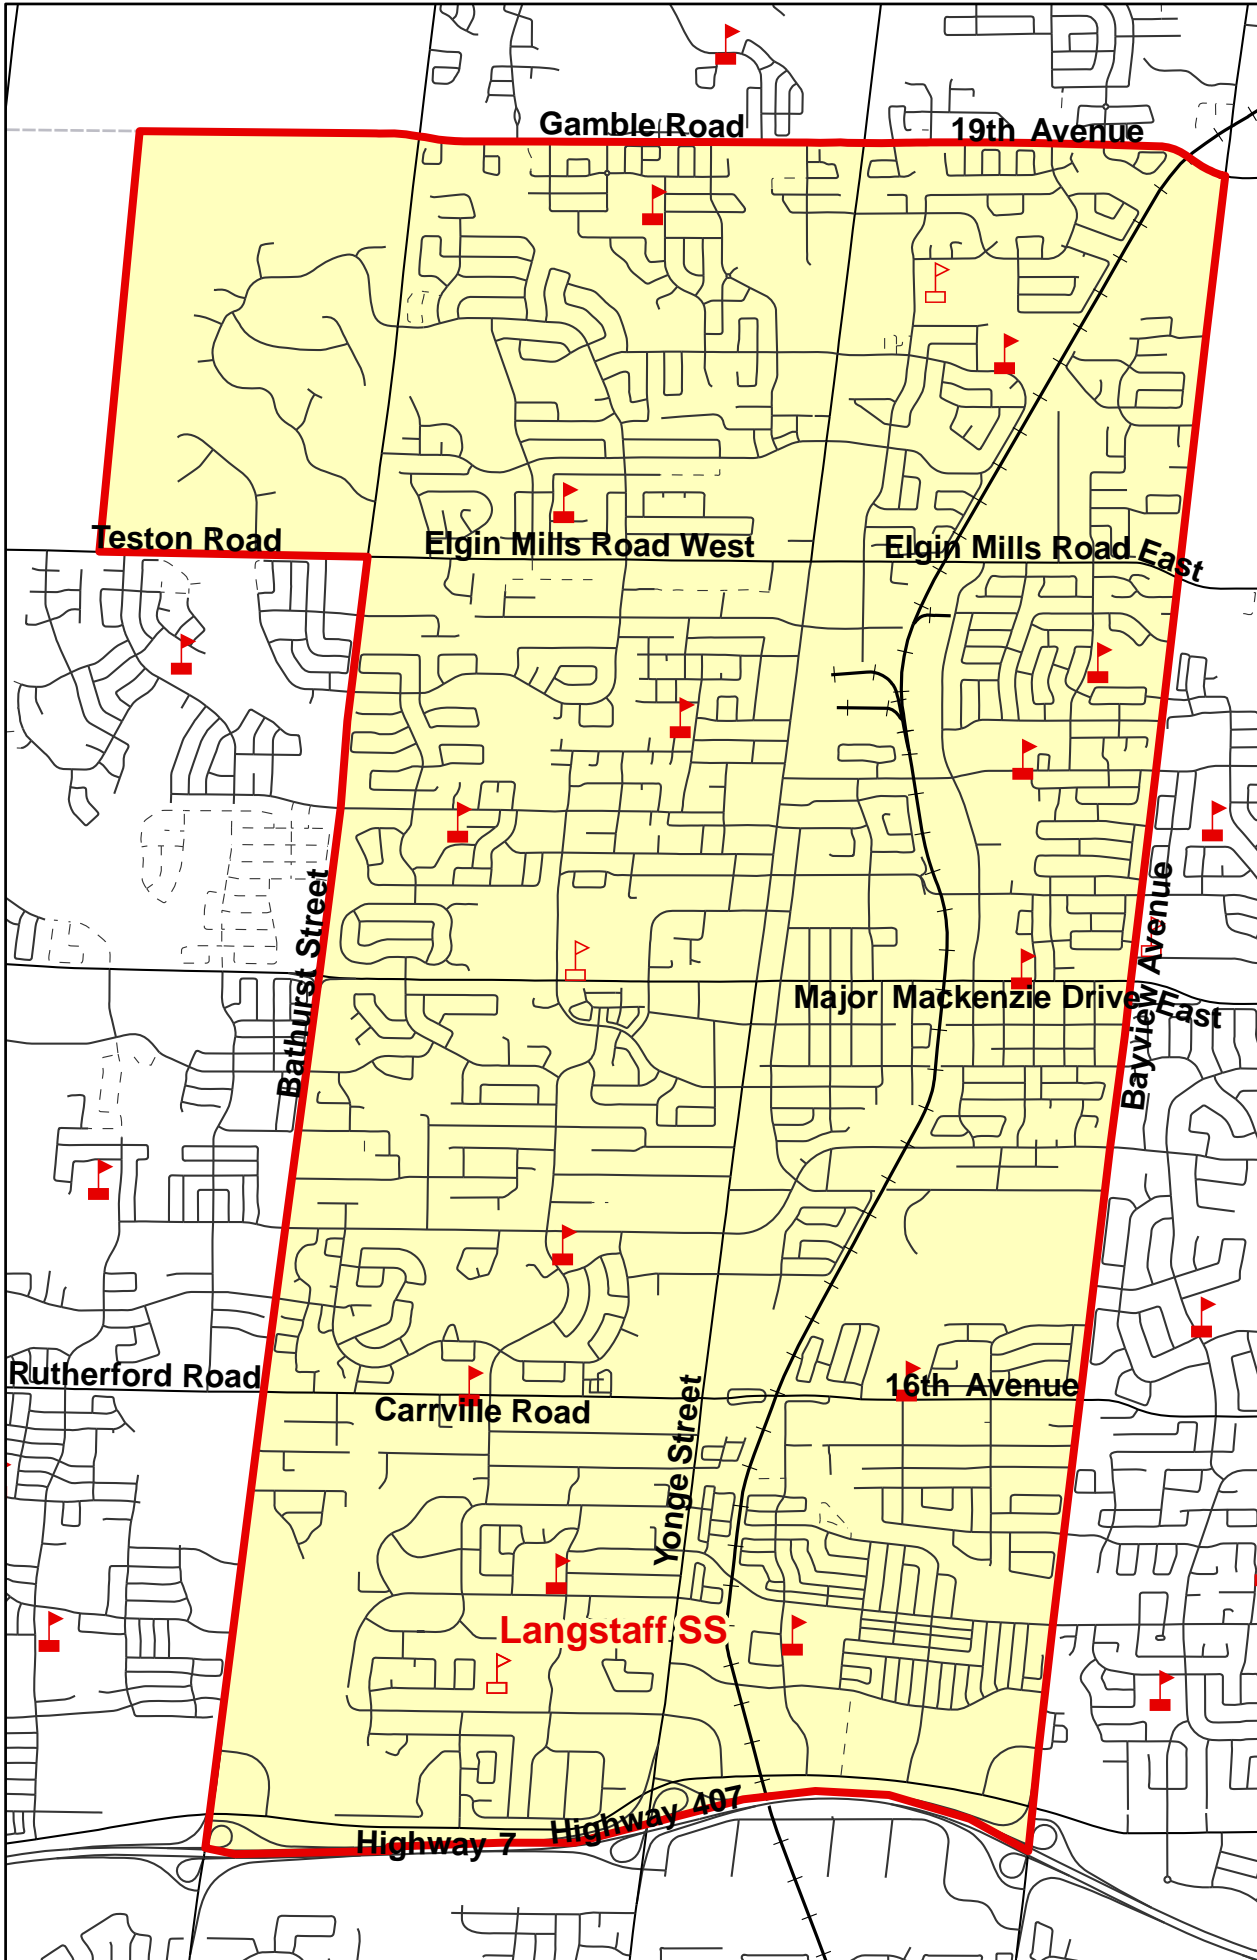 Gamble Road
19th Avenue
Teston Road
Elgin Mills Road West
Elgin Mills Road East
Bathurst Street
Bayview Avenue
Major Mackenzie Drive East
Rutherford Road
16th Avenue
Carrville Road
Yonge Street
Langstaff SS
Highway 407
Highway 7